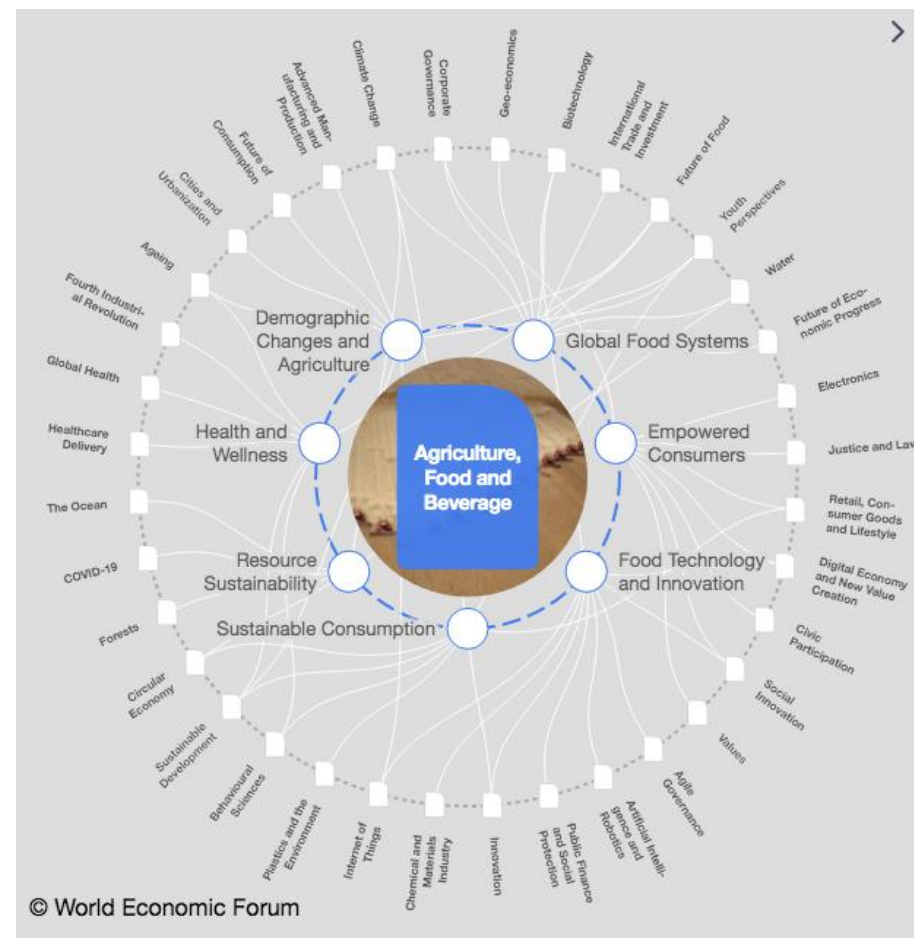 Climate Change
Corporate
Governance
Geo-economics
Biotechnology
International
Trade and
Investment
Future of Food
Youth
Perspectives
Water
Future of Eco-
nomic Progress
Electronics
Justice and Law
Retail, Con-
sumer Goods
and Lifestyle
Digital Economy
and New Value
Creation
Civic
Participation
Social
Innovation
Values
Agile
Governance
Artificial Intelli-
gence and
Robotics
Public Finance
and Social
Protection
Innovation
Chemical and
Materials
Industry
Internet of
Things
Plastics and the
Environment
Behavioural
Sciences
Sustainable
Development
Circular
Economy
Forests
COVID-19
The Ocean
Healthcare
Delivery
Global Health
Fourth Industri-
al Revolution
Ageing
Cities and
Urbanization
Future of
Consumption
Advanced Man-
ufacturing and
Production
Demographic
Changes and
Agriculture
Global Food Systems
Health and
Wellness
Empowered
Consumers
Agriculture,
Food and
Beverage
Resource
Sustainability
Food Technology
and Innovation
Sustainable Consumption
© World Economic Forum